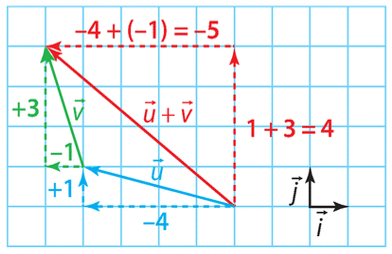 -4 + (-1) = -5
+3
v⃗
u⃗ + v⃗
1 + 3 = 4
-1
u⃗
+1
j⃗
-4
i⃗